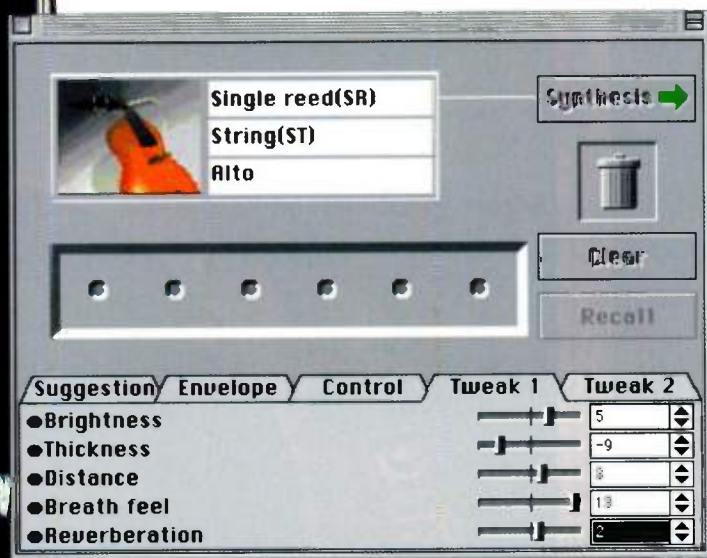 Single reed(SR)
String(ST)
Alto
Synthesis
Clear
Recall
Suggestion Envelope Control Tweak 1 Tweak 2
Brightness 5
Thickness -9
Distance
Breath feel 13
Reverberation 2